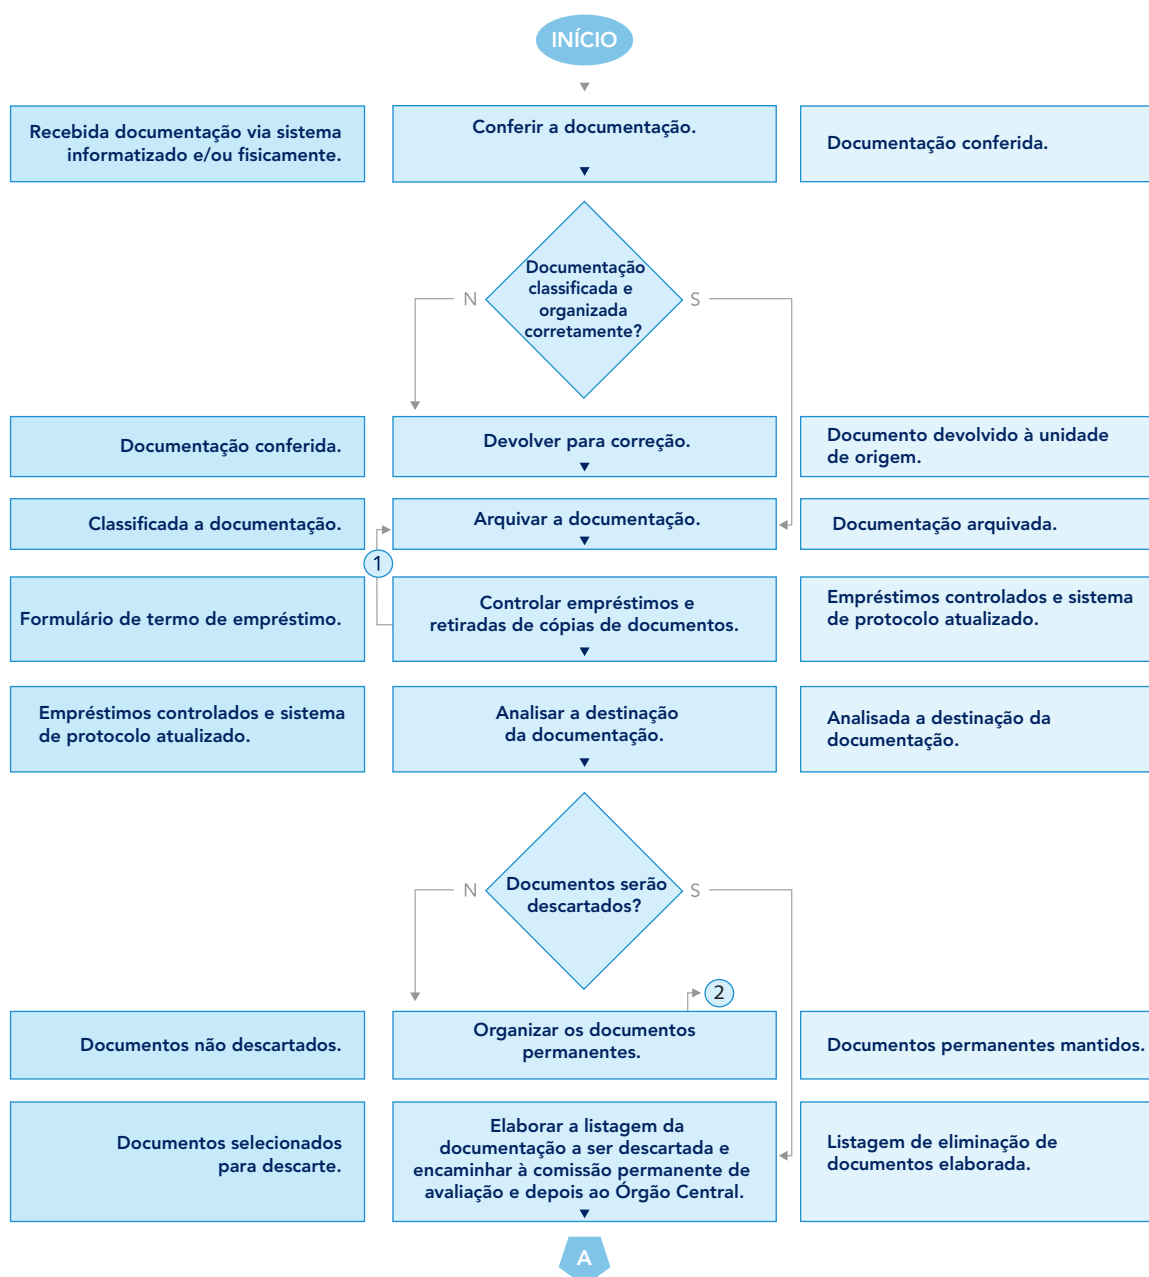 INÍCIO
Recebida documentação via sistema
informatizado e/ou fisicamente.
Conferir a documentação.
Documentação conferida.
Documentação
classificada e
organizada
corretamente?
N
S
Documentação conferida.
Devolver para correção.
Documento devolvido à unidade
de origem.
Classificada a documentação.
Arquivar a documentação.
Documentação arquivada.
1
Formulário de termo de empréstimo.
Controlar empréstimos e
retiradas de cópias de documentos.
Empréstimos controlados e sistema
de protocolo atualizado.
Empréstimos controlados e sistema
de protocolo atualizado.
Analisar a destinação
da documentação.
Analisada a destinação da
documentação.
Documentos serão
descartados?
N
S
2
Documentos não descartados.
Organizar os documentos
permanentes.
Documentos permanentes mantidos.
Documentos selecionados
para descarte.
Elaborar a listagem da
documentação a ser descartada e
encaminhar à comissão permanente de
avaliação e depois ao Órgão Central.
Listagem de eliminação de
documentos elaborada.
A